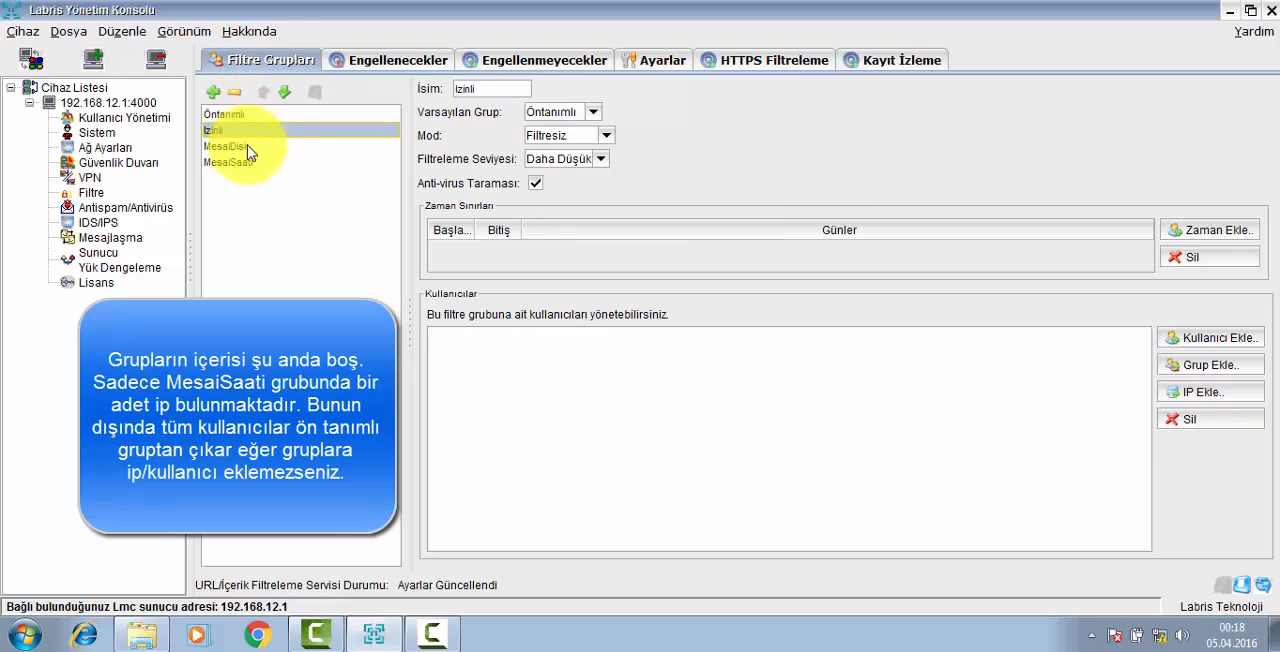 Labris Yönetim Konsolu
Cihaz Dosya Düzenle Görünüm Hakkında
Yardım
Filtre Grupları Engellenecekler Engellenmeyecekler Ayarlar HTTPS Filtreleme Kayıt İzleme
Cihaz Listesi
192.168.12.1:4000
Kullanıcı Yönetimi
Sistem
Ağ Ayarları
Güvenlik Duvarı
VPN
Filtre
Antispam/Antivirüs
IDS/IPS
Mesajlaşma
Sunucu
Yük Dengeleme
Lisans
Öntanımlı
Izinli
MesaiDisi
MesaiSaati
İsim: Izinli
Varsayılan Grup: Öntanımlı
Mod: Filtresiz
Filtreleme Seviyesi: Daha Düşük
Anti-virus Taraması:
Zaman Sınırları
Başla... Bitiş Günler
Zaman Ekle..
Sil
Kullanıcılar
Bu filtre grubuna ait kullanıcıları yönetebilirsiniz.
Kullanıcı Ekle..
Grup Ekle..
IP Ekle..
Sil
Grupların içerisi şu anda boş.
Sadece MesaiSaati grubunda bir
adet ip bulunmaktadır. Bunun
dışında tüm kullanıcılar ön tanımlı
gruptan çıkar eğer gruplara
ip/kullanıcı eklemezseniz.
URL/İçerik Filtreleme Servisi Durumu: Ayarlar Güncellendi
Bağlı bulunduğunuz Lmc sunucu adresi: 192.168.12.1
Labris Teknoloji
00:18
05.04.2016